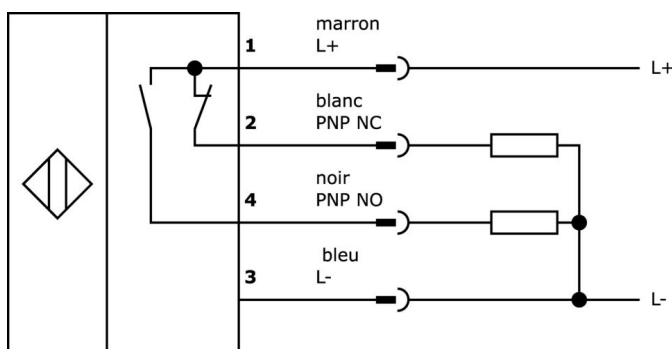 marron
1 L+ L+
blanc
2 PNP NC
noir
4 PNP NO
bleu
3 L- L-